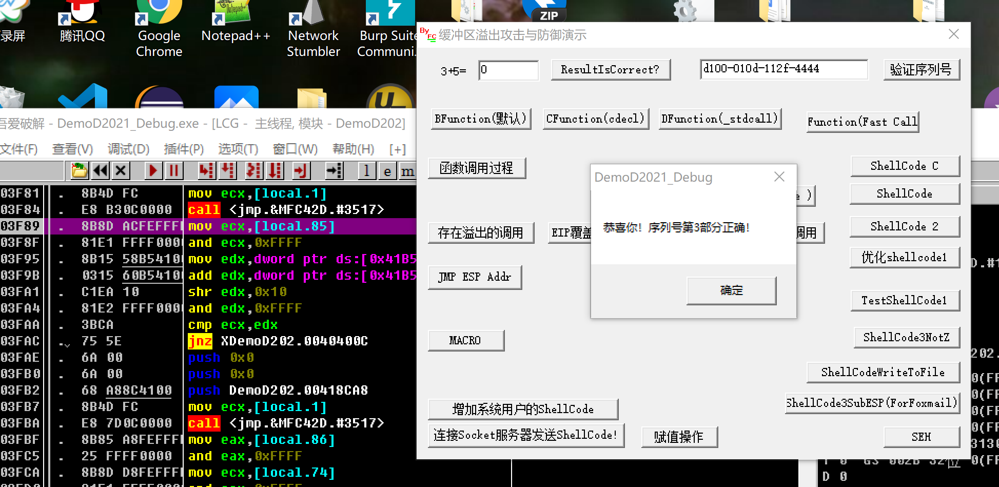 录屏
腾讯QQ
Google
Chrome
Notepad++
Network
Stumbler
Burp Suite
Communi...
ZIP
By FC
缓冲区溢出攻击与防御演示
3+5=
0
ResultIsCorrect?
d100-010d-112f-4444
验证序列号
BFunction(默认)
CFunction(cdecl)
DFunction(_stdcall)
Function(Fast Call
函数调用过程
存在溢出的调用
EIP覆盖
调用
JMP ESP Addr
MACRO
增加系统用户的ShellCode
连接Socket服务器发送ShellCode!
赋值操作
ShellCode C
ShellCode
ShellCode 2
优化shellcode1
TestShellCode1
ShellCode3NotZ
ShellCodeWriteToFile
ShellCode3SubESP(ForFoxmail)
SEH
DemoD2021_Debug
恭喜你! 序列号第3部分正确!
确定
吾爱破解 - DemoD2021_Debug.exe - [LCG - 主线程, 模块 - DemoD202]
文件(F) 查看(V) 调试(D) 插件(P) 选项(T) 窗口(W) 帮助(H) [+]
l e m
03F81 . 8B4D FC mov ecx,[local.1]
03F84 . E8 B30C0000 call <jmp.&MFC42D.#3517>
03F89 . 8B8D ACFEFFFF mov ecx,[local.85]
03F8F . 81E1 FFFF000 and ecx,0xFFFF
03F95 . 8B15 58B54100 mov edx,dword ptr ds:[0x41B5
03F9B . 0315 60B54100 add edx,dword ptr ds:[0x41B5
03FA1 . C1EA 10 shr edx,0x10
03FA4 . 81E2 FFFF000 and edx,0xFFFF
03FAA . 3BCA cmp ecx,edx
03FAC . 75 5E jnz XDemoD202.0040400C
03FAE . 6A 00 push 0x0
03FB0 . 6A 00 push 0x0
03FB2 . 68 A88C4100 push DemoD202.00418CA8
03FB7 . 8B4D FC mov ecx,[local.1]
03FBA . E8 7D0C0000 call <jmp.&MFC42D.#3517>
03FBF . 8B85 A8FEFFFF mov eax,[local.86]
03FC5 . 25 FFFF0000 and eax,0xFFFF
03FCA . 8B8D D8FEFFFF mov ecx,[local.74]
D.#1
202.
0(FF
0(FF
0(FF
0(FF
3130
T 0 GS 002B 32位 0(FF
D 0